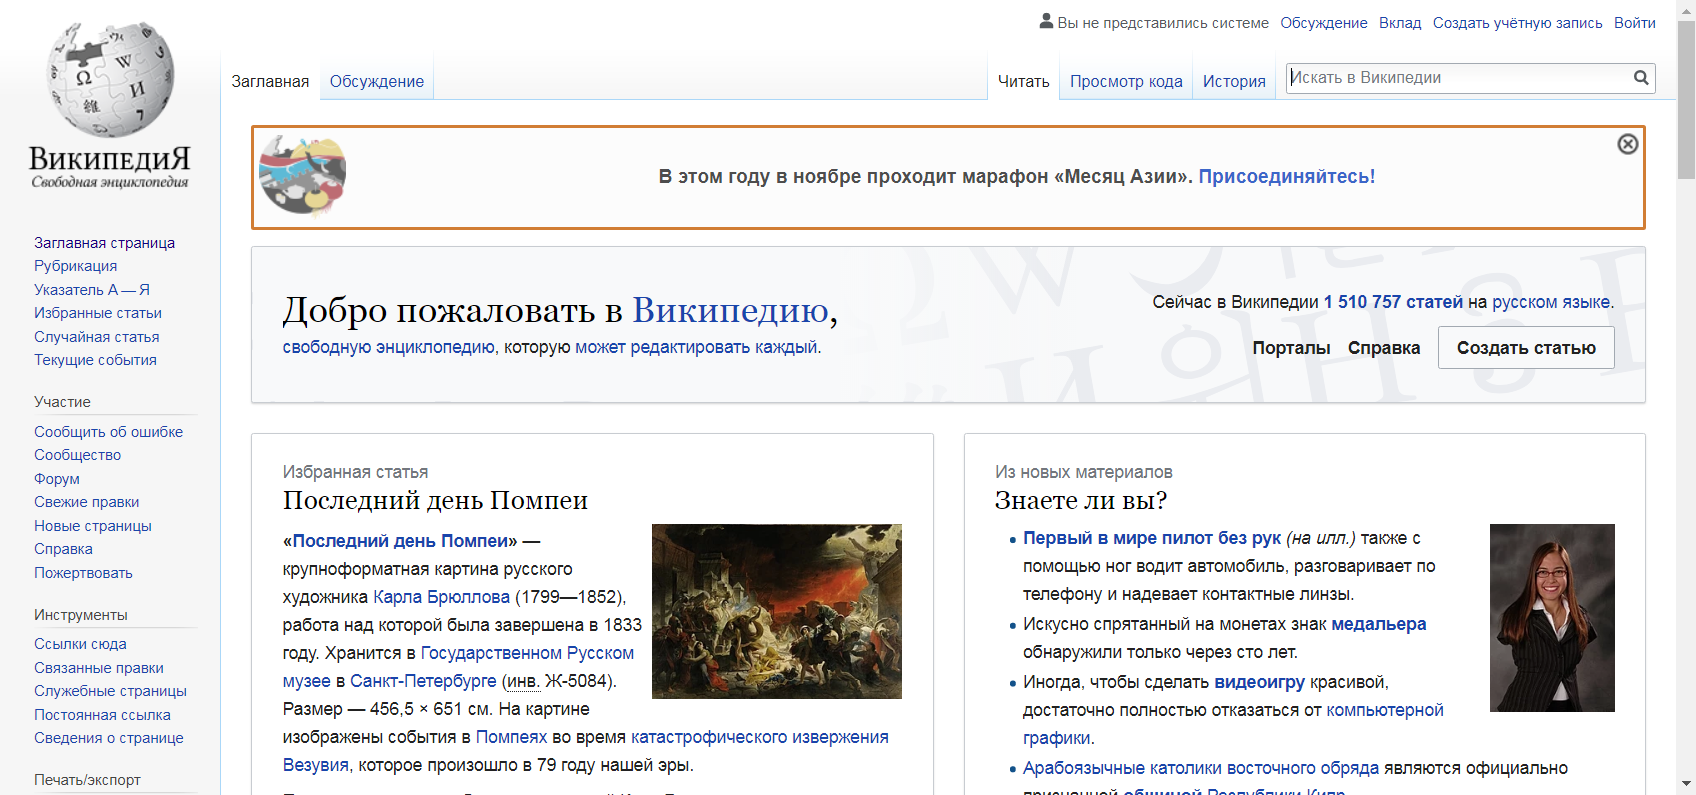 Вы не представились системе Обсуждение Вклад Создать учётную запись Войти
Заглавная Обсуждение Читать Просмотр кода История Искать в Википедии
ВикипедиЯ
Свободная энциклопедия
Заглавная страница
Рубрикация
Указатель А — Я
Избранные статьи
Случайная статья
Текущие события
Участие
Сообщить об ошибке
Сообщество
Форум
Свежие правки
Новые страницы
Справка
Пожертвовать
Инструменты
Ссылки сюда
Связанные правки
Служебные страницы
Постоянная ссылка
Сведения о странице
Печать/экспорт
В этом году в ноябре проходит марафон «Месяц Азии». Присоединяйтесь!
Добро пожаловать в Википедию,
свободную энциклопедию, которую может редактировать каждый.
Сейчас в Википедии 1 510 757 статей на русском языке.
Порталы Справка Создать статью
Избранная статья
Последний день Помпеи
«Последний день Помпеи» —
крупноформатная картина русского
художника Карла Брюллова (1799—1852),
работа над которой была завершена в 1833
году. Хранится в Государственном Русском
музее в Санкт-Петербурге (инв. Ж-5084).
Размер — 456,5 × 651 см. На картине
изображены события в Помпеях во время катастрофического извержения
Везувия, которое произошло в 79 году нашей эры.
Из новых материалов
Знаете ли вы?
Первый в мире пилот без рук (на илл.) также с
помощью ног водит автомобиль, разговаривает по
телефону и надевает контактные линзы.
Искусно спрятанный на монетах знак медальера
обнаружили только через сто лет.
Иногда, чтобы сделать видеоигру красивой,
достаточно полностью отказаться от компьютерной
графики.
Арабоязычные католики восточного обряда являются официально
признанной общиной Республики Кипр.